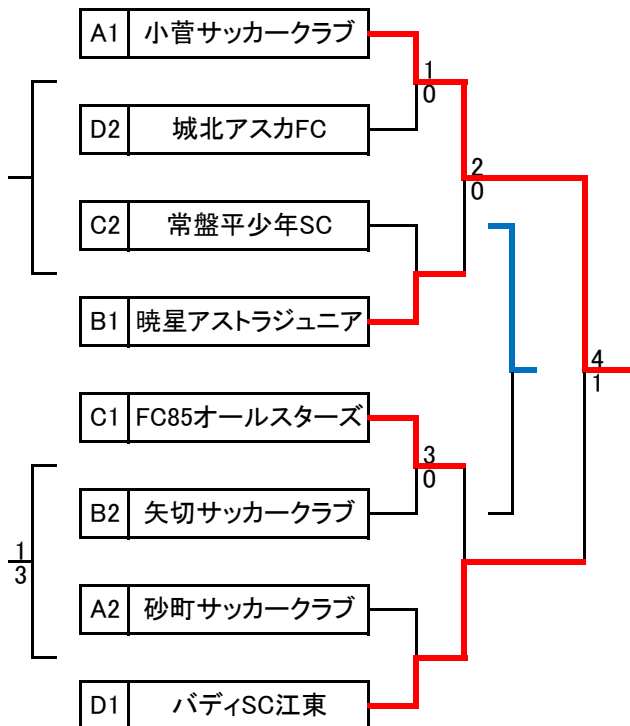 A1 小菅サッカークラブ
1
0
D2 城北アスカFC
2
0
C2 常盤平少年SC
B1 暁星アストラジュニア
4
1
C1 FC85オールスターズ
3
0
B2 矢切サッカークラブ
1
3
A2 砂町サッカークラブ
D1 バディSC江東